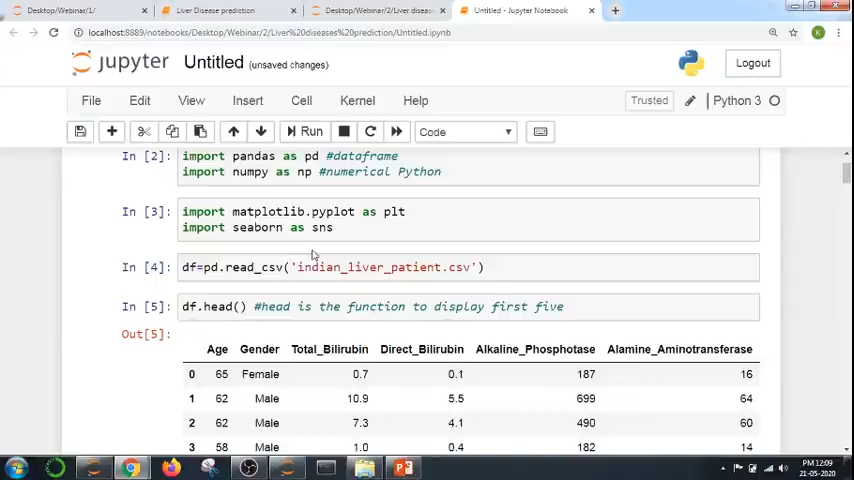 Desktop/Webinar/1/
Liver Disease prediction
Desktop/Webinar/2/Liver diseas
Untitled - Jupyter Notebook
localhost:8889/notebooks/Desktop/Webinar/2/Liver%20diseases%20prediction/Untitled.ipynb
K
jupyter Untitled (unsaved changes)
Logout
File Edit View Insert Cell Kernel Help
Trusted
Python 3
Run
Code
In [2]: import pandas as pd #dataframe
import numpy as np #numerical Python
In [3]: import matplotlib.pyplot as plt
import seaborn as sns
In [4]: df=pd.read_csv('indian_liver_patient.csv')
In [5]: df.head() #head is the function to display first five
Out[5]:
Age Gender Total_Bilirubin Direct_Bilirubin Alkaline_Phosphotase Alamine_Aminotransferase
0 65 Female 0.7 0.1 187 16
1 62 Male 10.9 5.5 699 64
2 62 Male 7.3 4.1 490 60
3 58 Male 1.0 0.4 182 14
PM 12:09
21-05-2020